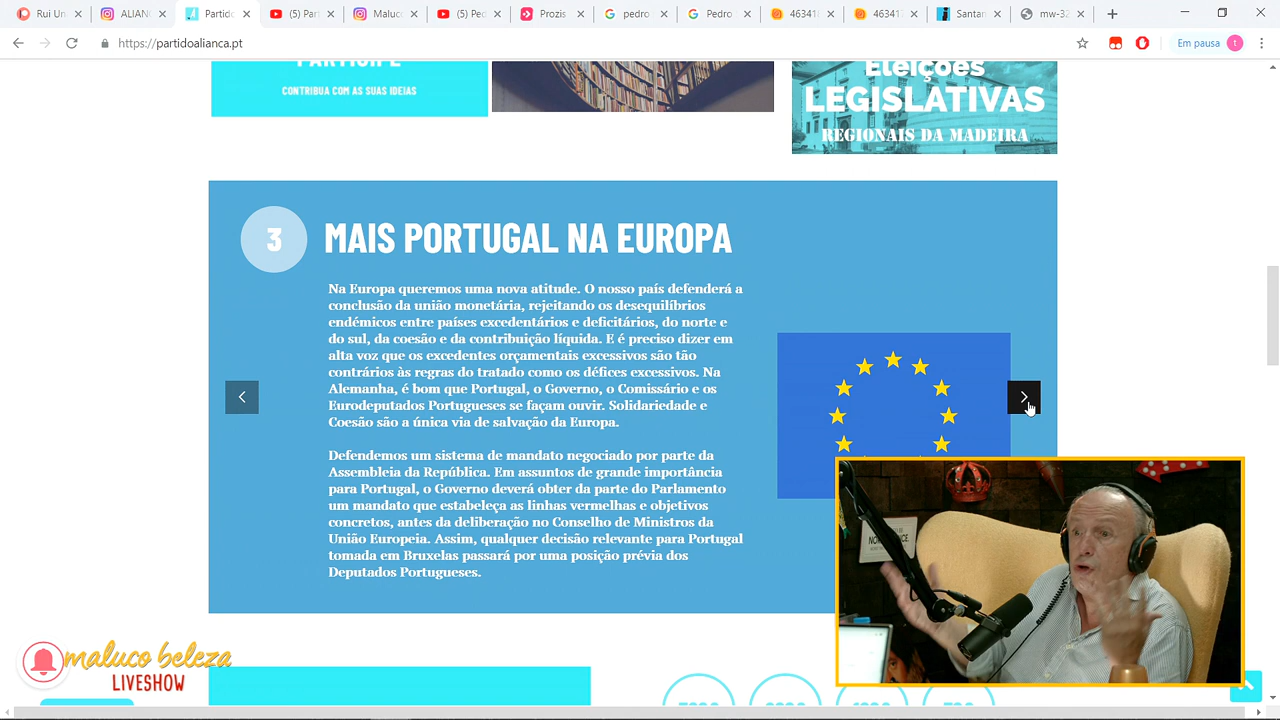 Rui Un
ALIANC
Partido
(5) Part
Maluco
(5) Ped
Prozis
pedro
Pedro
463416
46341
Santan
mw-32
https://partidoalianca.pt
Em pausa
t
CONTRIBUA COM AS SUAS IDEIAS
Eleições
LEGISLATIVAS
REGIONAIS DA MADEIRA
3
MAIS PORTUGAL NA EUROPA
Na Europa queremos uma nova atitude. O nosso país defenderá a
conclusão da união monetária, rejeitando os desequilíbrios
endémicos entre países excedentários e deficitários, do norte e
do sul, da coesão e da contribuição líquida. E é preciso dizer em
alta voz que os excedentes orçamentais excessivos são tão
contrários às regras do tratado como os défices excessivos. Na
Alemanha, é bom que Portugal, o Governo, o Comissário e os
Eurodeputados Portugueses se façam ouvir. Solidariedade e
Coesão são a única via de salvação da Europa.
Defendemos um sistema de mandato negociado por parte da
Assembleia da República. Em assuntos de grande importância
para Portugal, o Governo deverá obter da parte do Parlamento
um mandato que estabeleça as linhas vermelhas e objetivos
concretos, antes da deliberação no Conselho de Ministros da
União Europeia. Assim, qualquer decisão relevante para Portugal
tomada em Bruxelas passará por uma posição prévia dos
Deputados Portugueses.
maluco beleza
LIVESHOW